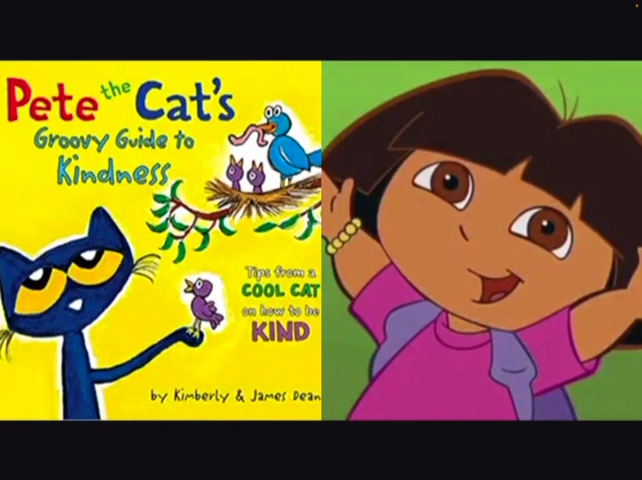 Pete the Cat's
Groovy Guide to
Kindness
Tips from a
COOL CAT
on how to be
KIND
by Kimberly & James Dean